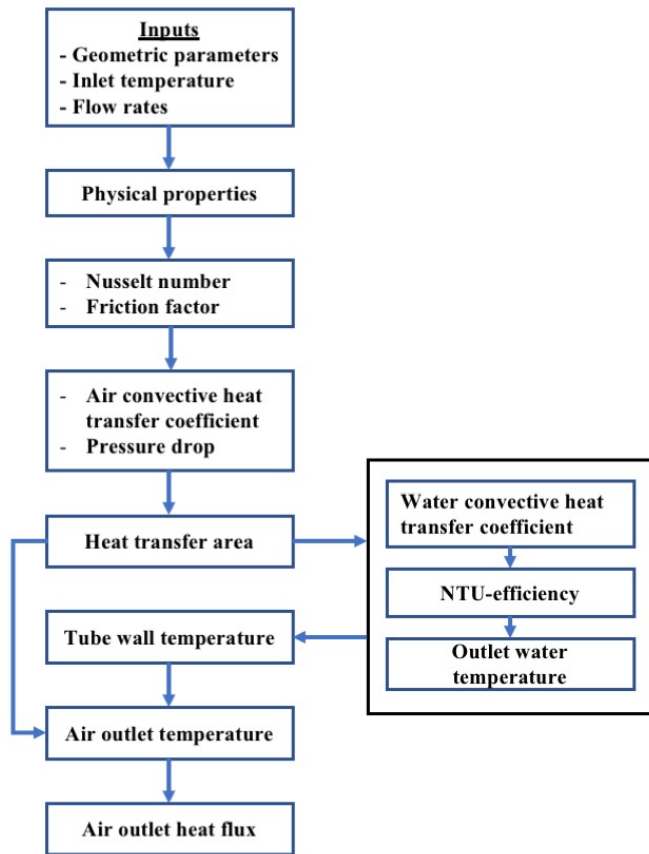 Inputs
- Geometric parameters
- Inlet temperature
- Flow rates
Physical properties
- Nusselt number
- Friction factor
- Air convective heat
transfer coefficient
- Pressure drop
Heat transfer area
Water convective heat
transfer coefficient
NTU-efficiency
Outlet water
temperature
Tube wall temperature
Air outlet temperature
Air outlet heat flux